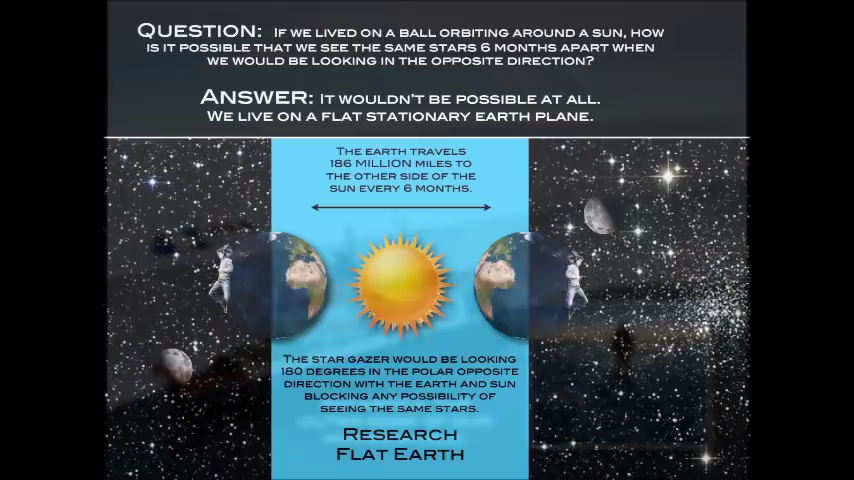 QUESTION: IF WE LIVED ON A BALL ORBITING AROUND A SUN, HOW
IS IT POSSIBLE THAT WE SEE THE SAME STARS 6 MONTHS APART WHEN
WE WOULD BE LOOKING IN THE OPPOSITE DIRECTION?
ANSWER: IT WOULDN'T BE POSSIBLE AT ALL.
WE LIVE ON A FLAT STATIONARY EARTH PLANE.
THE EARTH TRAVELS
186 MILLION MILES TO
THE OTHER SIDE OF THE
SUN EVERY 6 MONTHS.
THE STAR GAZER WOULD BE LOOKING
180 DEGREES IN THE POLAR OPPOSITE
DIRECTION WITH THE EARTH AND SUN
BLOCKING ANY POSSIBILITY OF
SEEING THE SAME STARS.
RESEARCH
FLAT EARTH